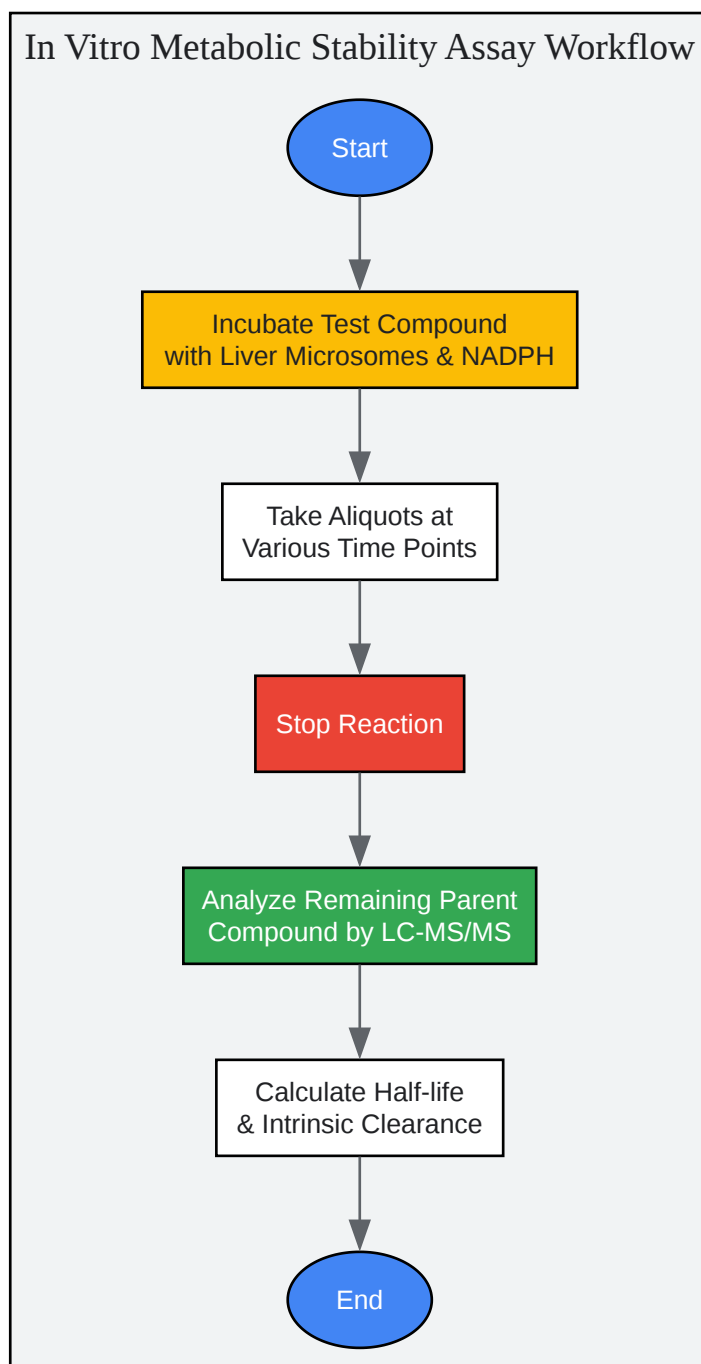 In Vitro Metabolic Stability Assay Workflow
Start
Incubate Test Compound
with Liver Microsomes & NADPH
Take Aliquots at
Various Time Points
Stop Reaction
Analyze Remaining Parent
Compound by LC-MS/MS
Calculate Half-life
& Intrinsic Clearance
End